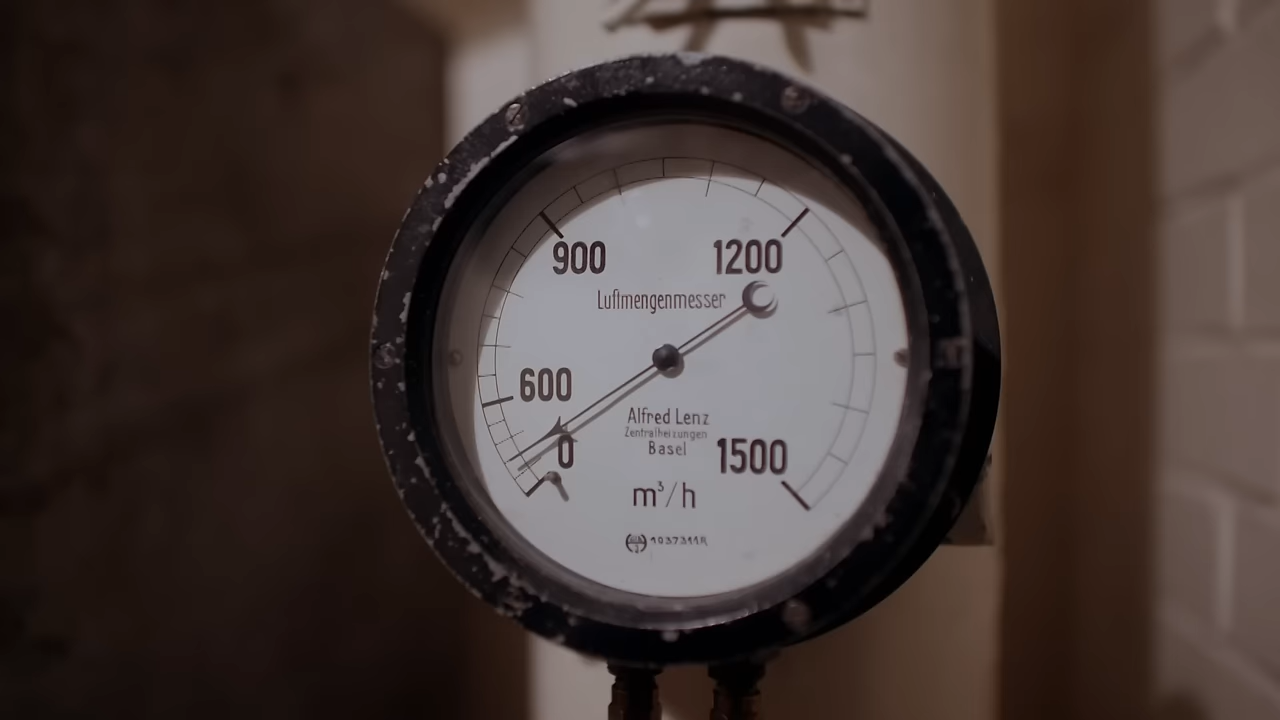 900 1200
Luftmengenmesser
600
Alfred Lenz
Zentralheizungen
0 Basel 1500
m³/h